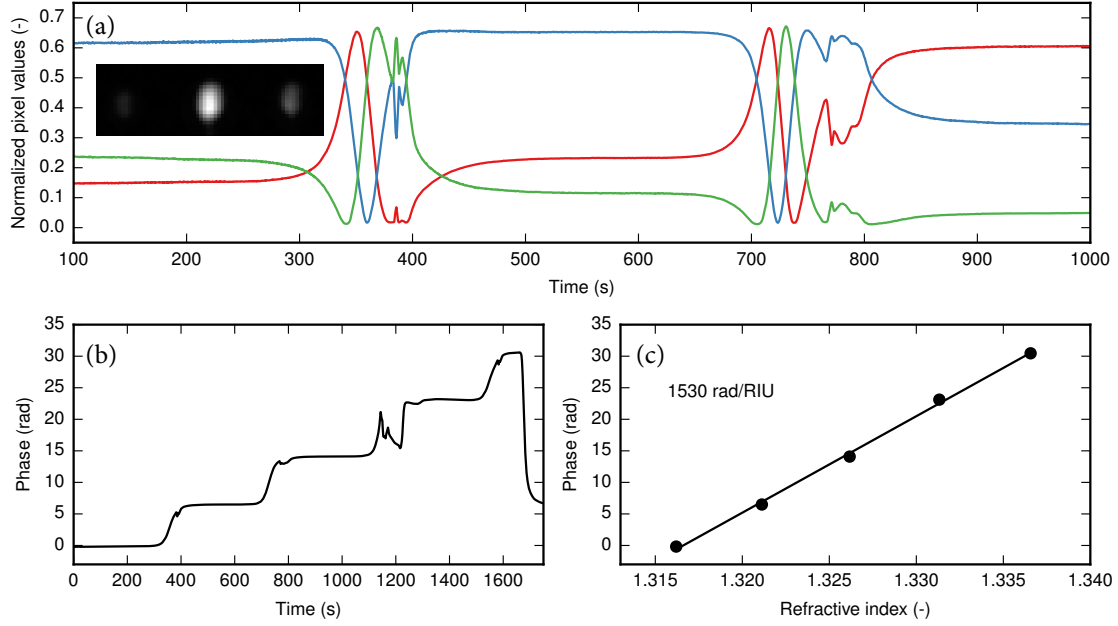 (a)
Normalized pixel values (-)
0.7
0.6
0.5
0.4
0.3
0.2
0.1
0.0
100 200 300 400 500 600 700 800 900 1000
Time (s)
(b)
Phase (rad)
35
30
25
20
15
10
5
0
0 200 400 600 800 1000 1200 1400 1600
Time (s)
(c)
1530 rad/RIU
Phase (rad)
35
30
25
20
15
10
5
0
1.315 1.320 1.325 1.330 1.335 1.340
Refractive index (-)